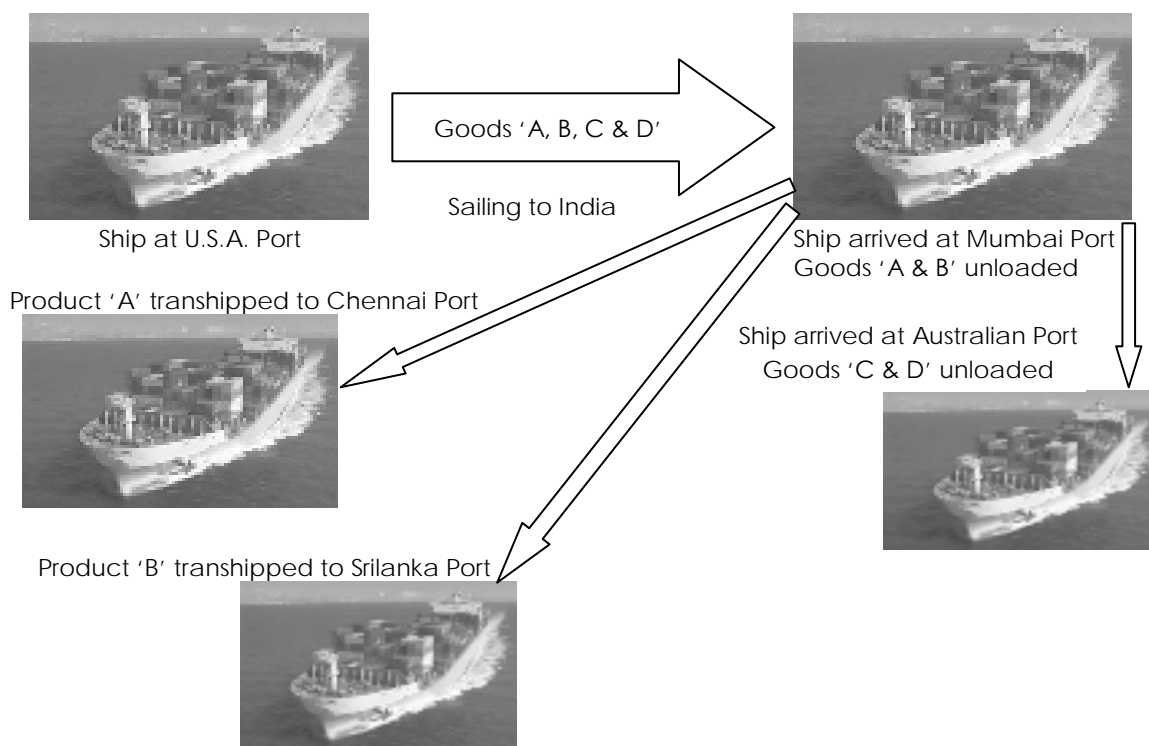 Goods ‘A, B, C & D’
Sailing to India
Ship at U.S.A. Port
Ship arrived at Mumbai Port
Goods ‘A & B’ unloaded
Product ‘A’ transhipped to Chennai Port
Ship arrived at Australian Port
Goods ‘C & D’ unloaded
Product ‘B’ transhipped to Srilanka Port